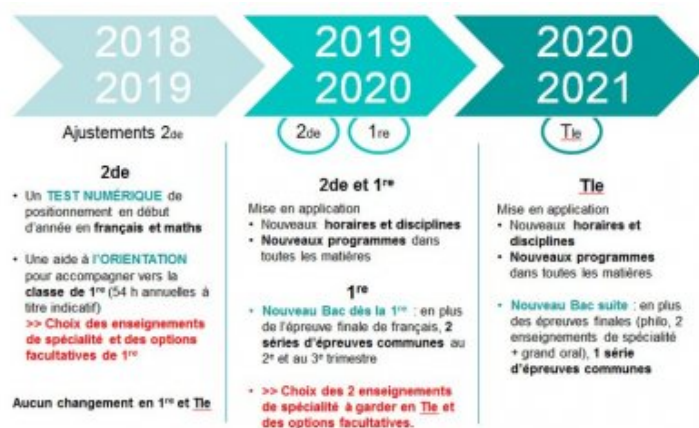 2018
2019
2019
2020
2020
2021
Ajustements 2de
2de
1re
Tle
2de
• Un TEST NUMÉRIQUE de
positionnement en début
d'année en français et maths
• Une aide à l'ORIENTATION
pour accompagner vers la
classe de 1re (54 h annuelles à
titre indicatif)
>> Choix des enseignements
de spécialité et des options
facultatives de 1re
Aucun changement en 1re et Tle
2de et 1re
Mise en application
• Nouveaux horaires et disciplines
• Nouveaux programmes dans
toutes les matières
1re
• Nouveau Bac dès la 1re : en plus
de l'épreuve finale de français, 2
séries d'épreuves communes au
2e et au 3e trimestre
• >> Choix des 2 enseignements
de spécialité à garder en Tle et
des options facultatives.
Tle
Mise en application
• Nouveaux horaires et
disciplines
• Nouveaux programmes
dans toutes les matières
• Nouveau Bac suite : en plus
des épreuves finales (philo, 2
enseignements de spécialité
+ grand oral), 1 série
d'épreuves communes